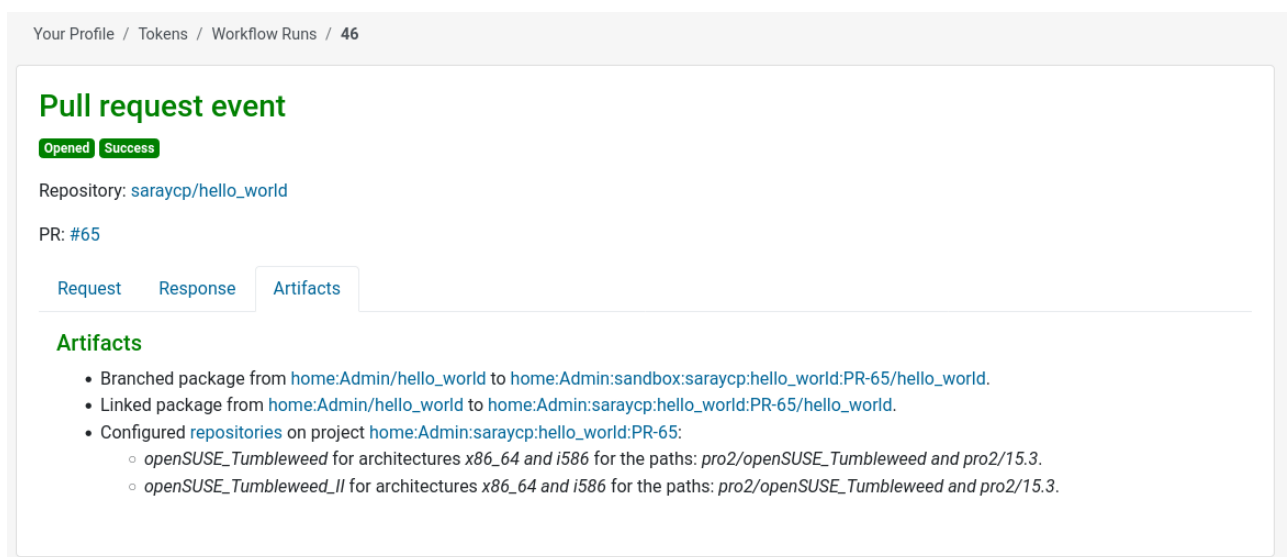 Your Profile / Tokens / Workflow Runs / 46
Pull request event
Opened Success
Repository: saraycp/hello_world
PR: #65
Request Response Artifacts
Artifacts
• Branched package from home:Admin/hello_world to home:Admin:sandbox:saraycp:hello_world:PR-65/hello_world.
• Linked package from home:Admin/hello_world to home:Admin:saraycp:hello_world:PR-65/hello_world.
• Configured repositories on project home:Admin:saraycp:hello_world:PR-65:
○ openSUSE_Tumbleweed for architectures x86_64 and i586 for the paths: pro2/openSUSE_Tumbleweed and pro2/15.3.
○ openSUSE_Tumbleweed_II for architectures x86_64 and i586 for the paths: pro2/openSUSE_Tumbleweed and pro2/15.3.